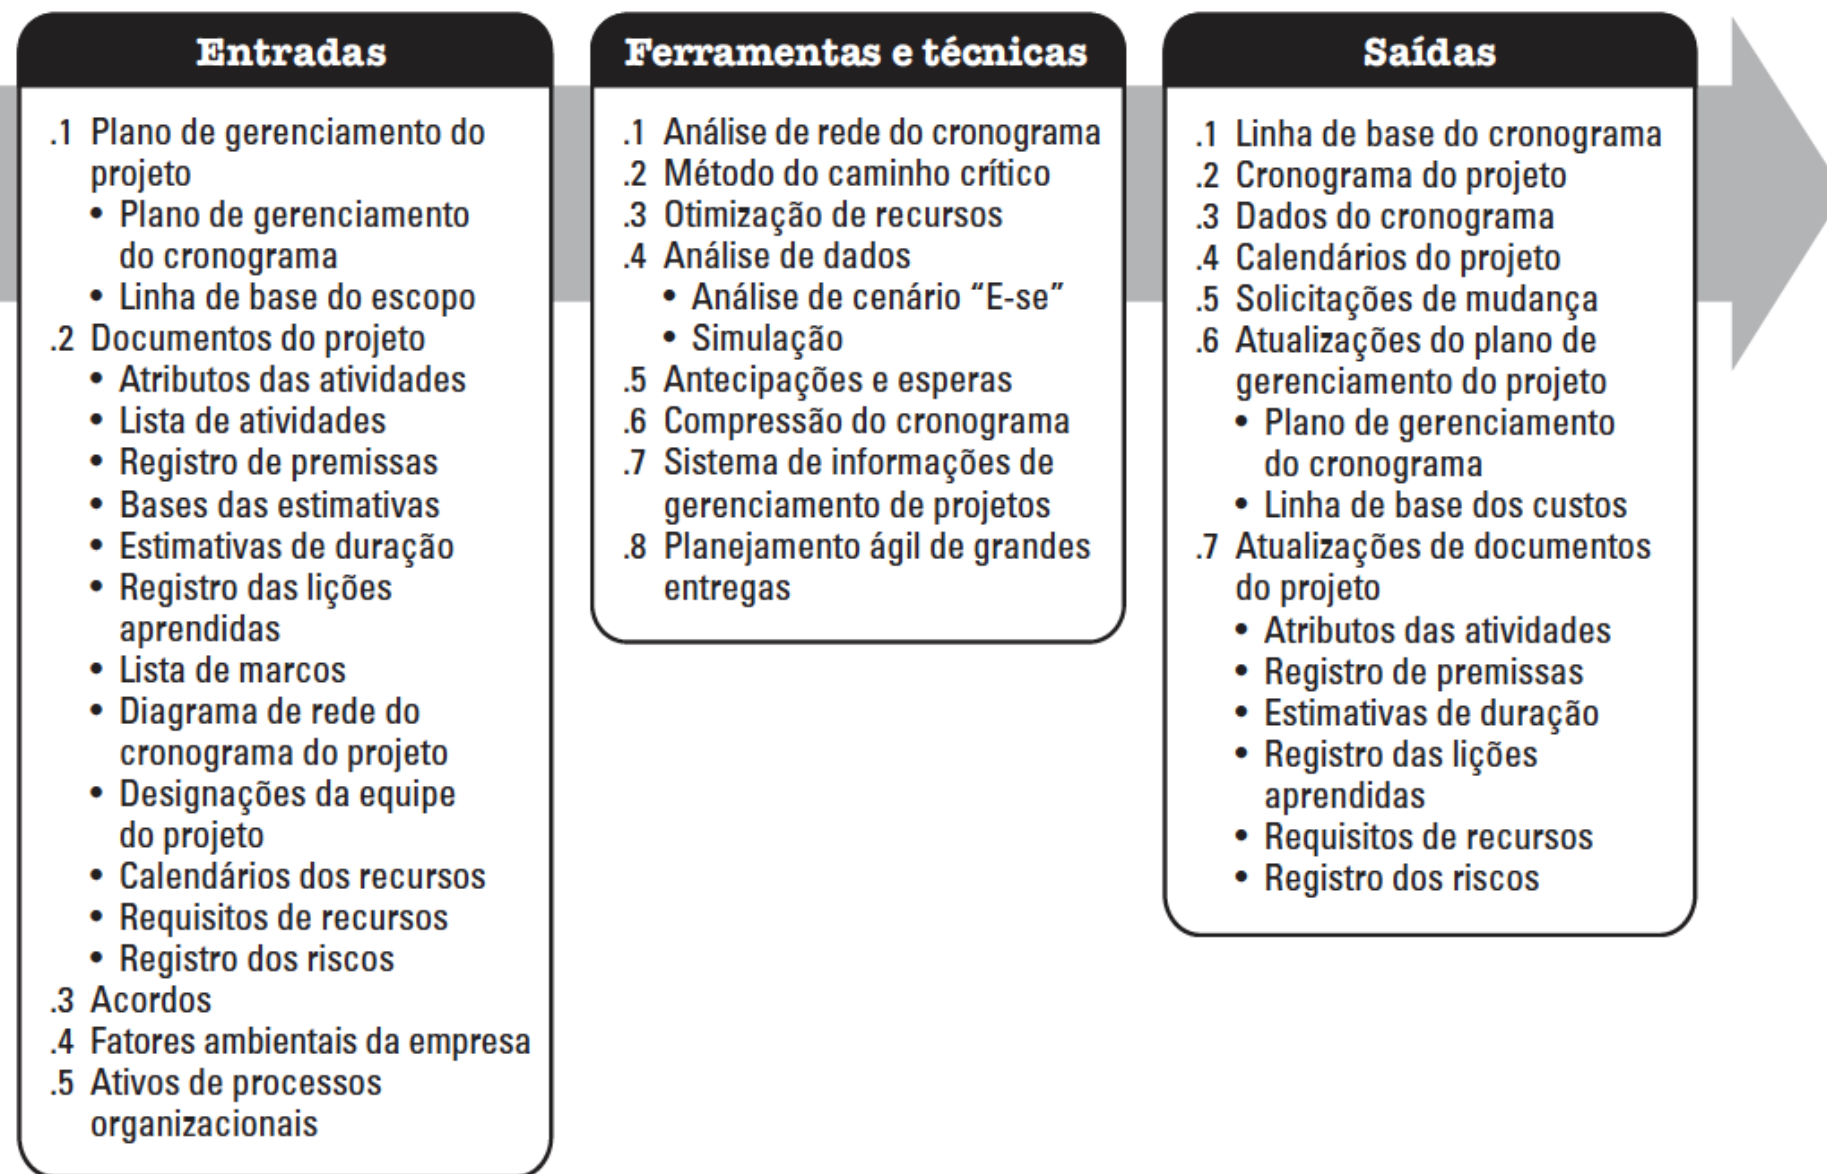 Entradas
.1 Plano de gerenciamento do
projeto
• Plano de gerenciamento
do cronograma
• Linha de base do escopo
.2 Documentos do projeto
• Atributos das atividades
• Lista de atividades
• Registro de premissas
• Bases das estimativas
• Estimativas de duração
• Registro das lições
aprendidas
• Lista de marcos
• Diagrama de rede do
cronograma do projeto
• Designações da equipe
do projeto
• Calendários dos recursos
• Requisitos de recursos
• Registro dos riscos
.3 Acordos
.4 Fatores ambientais da empresa
.5 Ativos de processos
organizacionais
Ferramentas e técnicas
.1 Análise de rede do cronograma
.2 Método do caminho crítico
.3 Otimização de recursos
.4 Análise de dados
• Análise de cenário “E-se”
• Simulação
.5 Antecipações e esperas
.6 Compressão do cronograma
.7 Sistema de informações de
gerenciamento de projetos
.8 Planejamento ágil de grandes
entregas
Saídas
.1 Linha de base do cronograma
.2 Cronograma do projeto
.3 Dados do cronograma
.4 Calendários do projeto
.5 Solicitações de mudança
.6 Atualizações do plano de
gerenciamento do projeto
• Plano de gerenciamento
do cronograma
• Linha de base dos custos
.7 Atualizações de documentos
do projeto
• Atributos das atividades
• Registro de premissas
• Estimativas de duração
• Registro das lições
aprendidas
• Requisitos de recursos
• Registro dos riscos